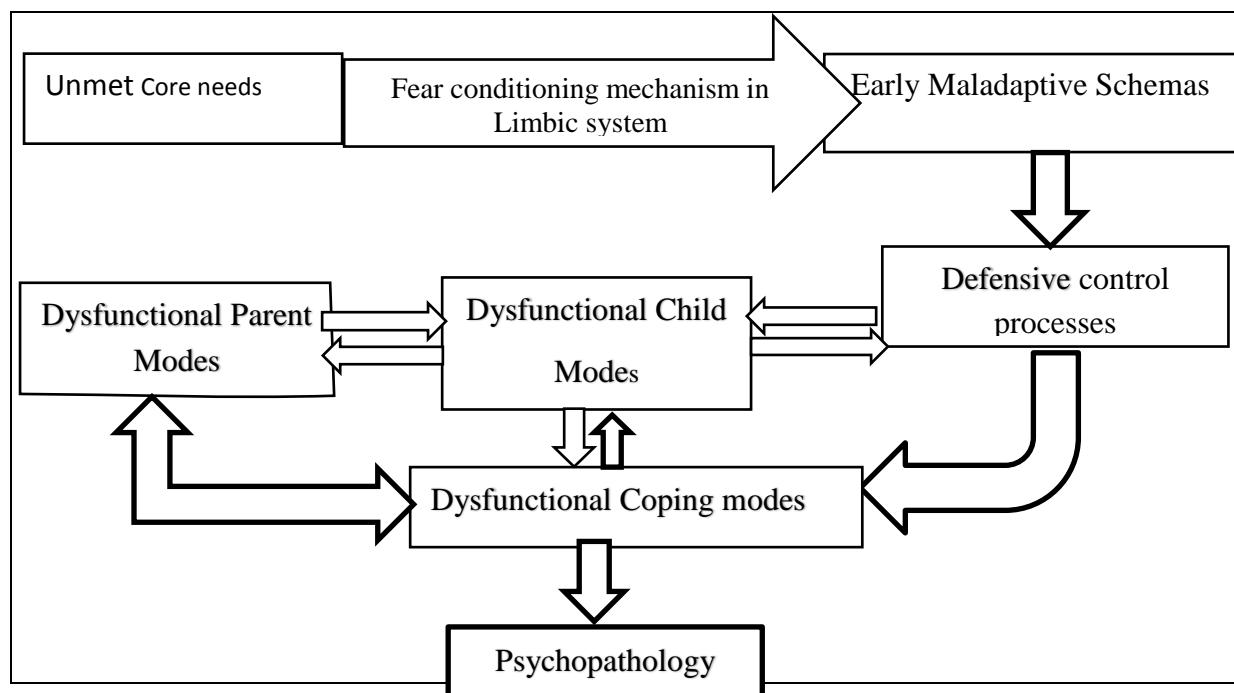 Unmet Core needs
Fear conditioning mechanism in
Limbic system
Early Maladaptive Schemas
Dysfunctional Parent
Modes
Dysfunctional Child
Modes
Defensive control
processes
Dysfunctional Coping modes
Psychopathology